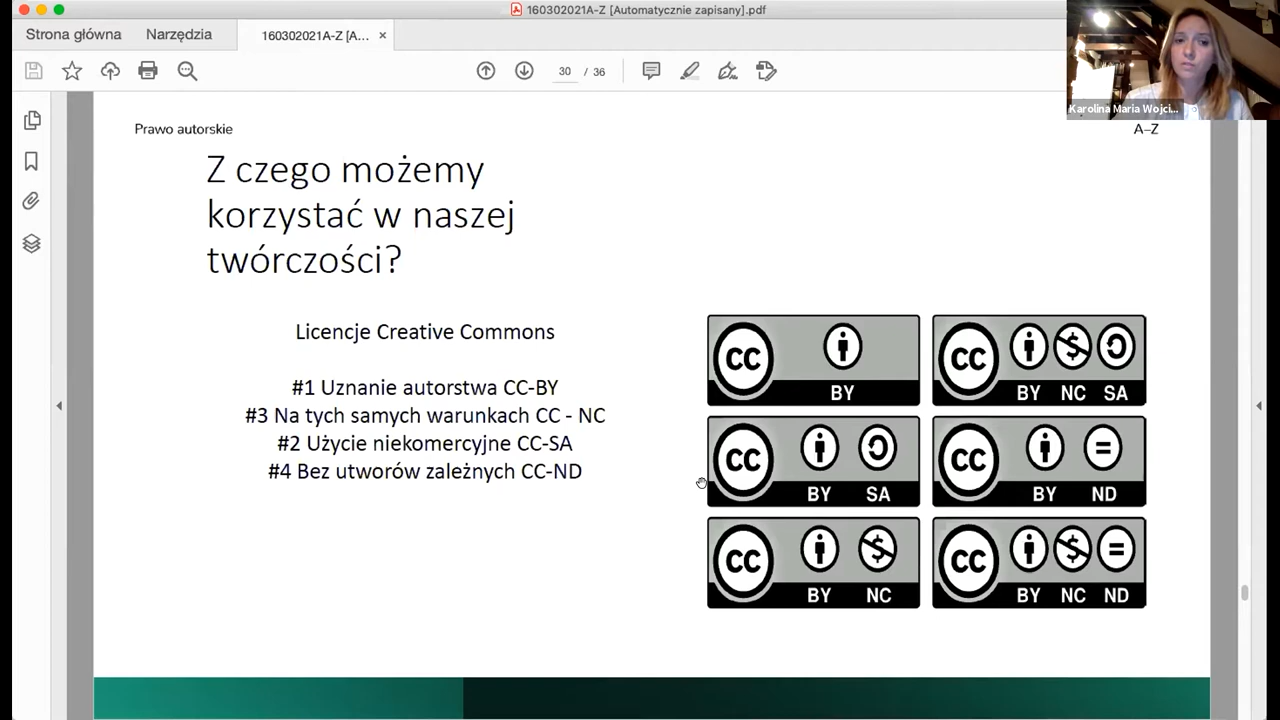 160302021A-Z [Automatycznie zapisany].pdf
Strona główna
Narzędzia
160302021A-Z [A...
30 / 36
Karolina Maria Wojci...
Prawo autorskie
A–Z
Z czego możemy
korzystać w naszej
twórczości?
Licencje Creative Commons
#1 Uznanie autorstwa CC-BY
#3 Na tych samych warunkach CC - NC
#2 Użycie niekomercyjne CC-SA
#4 Bez utworów zależnych CC-ND
CC
BY
CC
BY NC SA
CC
BY SA
CC
BY ND
CC
BY NC
CC
BY NC ND